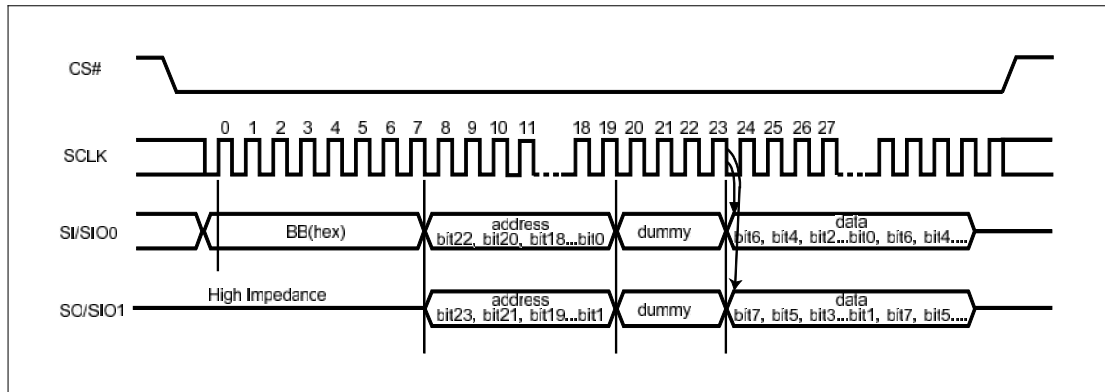 CS#
0 1 2 3 4 5 6 7 8 9 10 11 18 19 20 21 22 23 24 25 26 27
SCLK
SI/SIO0
BB(hex)
address
bit22, bit20, bit18...bit0
dummy
data
bit6, bit4, bit2...bit0, bit6, bit4....
High Impedance
SO/SIO1
address
bit23, bit21, bit19...bit1
dummy
data
bit7, bit5, bit3...bit1, bit7, bit5....